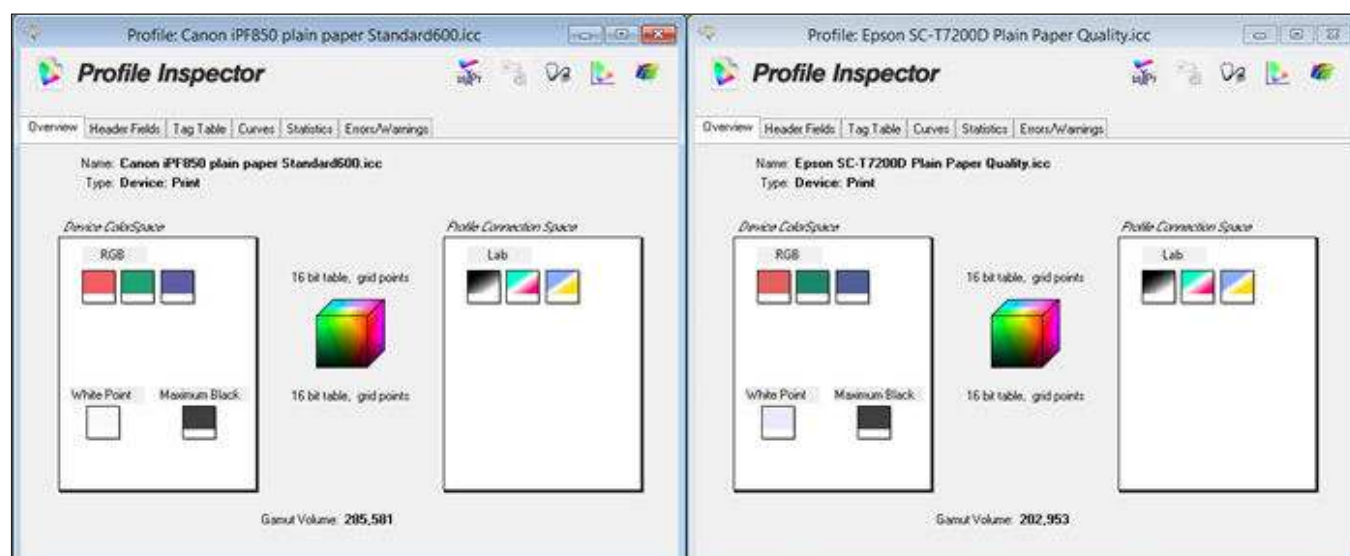 Profile: Canon iPF850 plain paper Standard600.icc
Profile Inspector
Overview Header Fields Tag Table Curves Statistics Errors/Warnings
Name: Canon iPF850 plain paper Standard600.icc
Type: Device: Print
Device ColorSpace
Profile Connection Space
RGB
16 bit table, grid points
Lab
White Point
Maximum Black
16 bit table, grid points
Gamut Volume: 205,581
Profile: Epson SC-T7200D Plain Paper Quality.icc
Profile Inspector
Overview Header Fields Tag Table Curves Statistics Errors/Warnings
Name: Epson SC-T7200D Plain Paper Quality.icc
Type: Device: Print
Device ColorSpace
Profile Connection Space
RGB
16 bit table, grid points
Lab
White Point
Maximum Black
16 bit table, grid points
Gamut Volume: 202,953